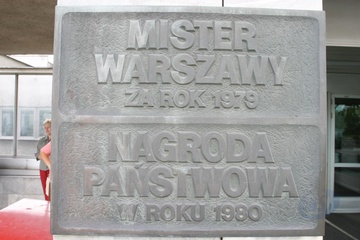 MISTER
WARSZAWY
ZA ROK 1979
NAGRODA
PAŃSTWOWA
W ROKU 1980